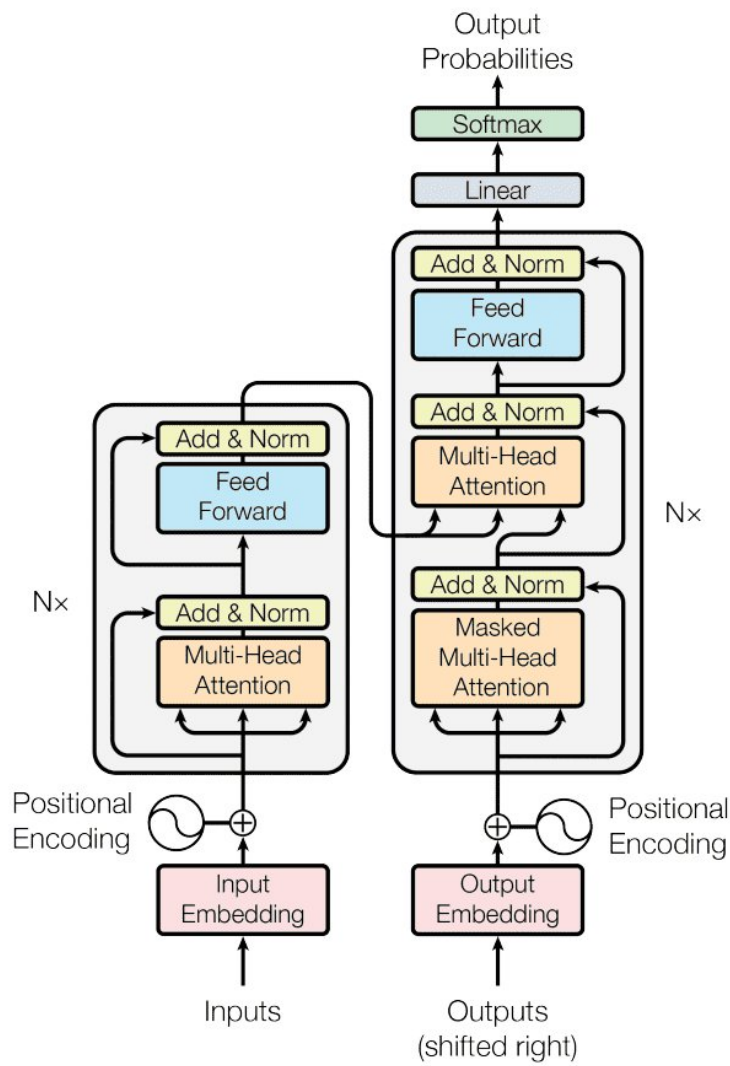 Output
Probabilities
Softmax
Linear
Add & Norm
Feed
Forward
Add & Norm
Multi-Head
Attention
Nx
Add & Norm
Masked
Multi-Head
Attention
Add & Norm
Feed
Forward
Nx
Add & Norm
Multi-Head
Attention
Positional
Encoding
Positional
Encoding
Input
Embedding
Output
Embedding
Inputs
Outputs
(shifted right)